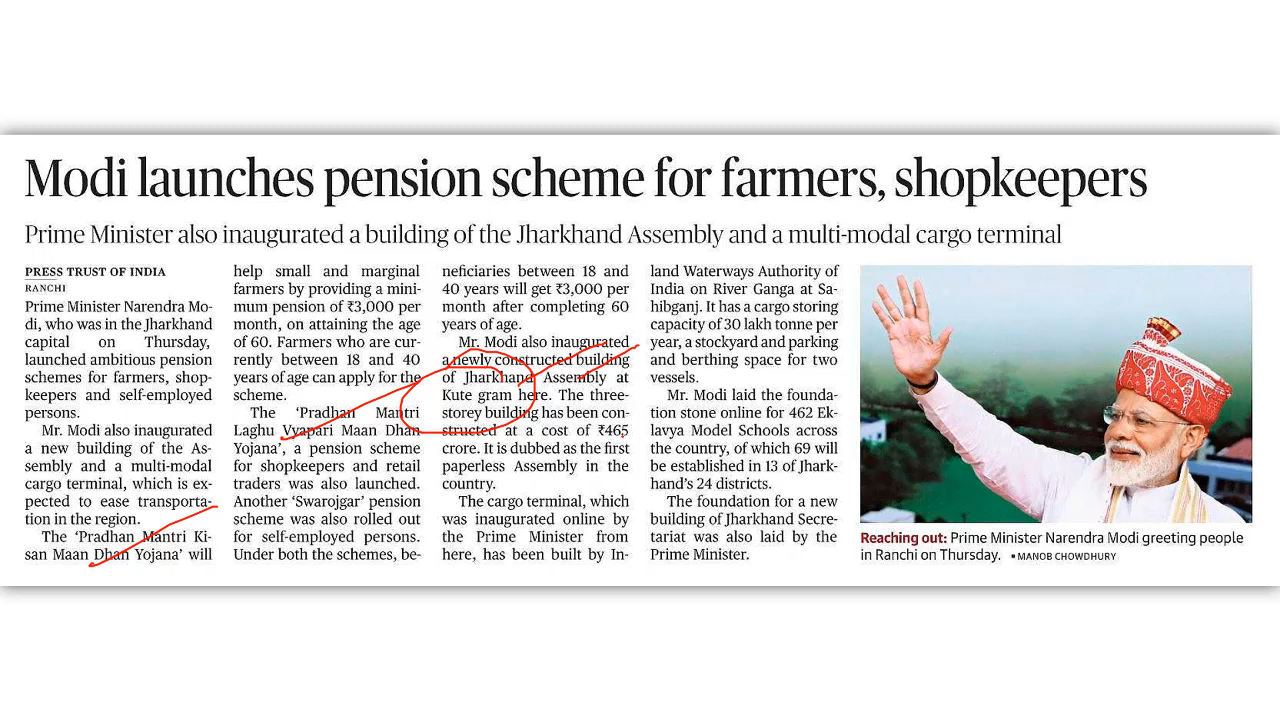 Modi launches pension scheme for farmers, shopkeepers
Prime Minister also inaugurated a building of the Jharkhand Assembly and a multi-modal cargo terminal
PRESS TRUST OF INDIA
RANCHI
Prime Minister Narendra Mo-
di, who was in the Jharkhand
capital on Thursday,
launched ambitious pension
schemes for farmers, shop-
keepers and self-employed
persons.
Mr. Modi also inaugurated
a new building of the As-
sembly and a multi-modal
cargo terminal, which is ex-
pected to ease transporta-
tion in the region.
The ‘Pradhan Mantri Ki-
san Maan Dhan Yojana’ will
help small and marginal
farmers by providing a mini-
mum pension of ₹3,000 per
month, on attaining the age
of 60. Farmers who are cur-
rently between 18 and 40
years of age can apply for the
scheme.
The ‘Pradhan Mantri
Laghu Vyapari Maan Dhan
Yojana’, a pension scheme
for shopkeepers and retail
traders was also launched.
Another ‘Swarojgar’ pension
scheme was also rolled out
for self-employed persons.
Under both the schemes, be-
neficiaries between 18 and
40 years will get ₹3,000 per
month after completing 60
years of age.
Mr. Modi also inaugurated
a newly constructed building
of Jharkhand Assembly at
Kute gram here. The three-
storey building has been con-
structed at a cost of ₹465
crore. It is dubbed as the first
paperless Assembly in the
country.
The cargo terminal, which
was inaugurated online by
the Prime Minister from
here, has been built by In-
land Waterways Authority of
India on River Ganga at Sa-
hibganj. It has a cargo storing
capacity of 30 lakh tonne per
year, a stockyard and parking
and berthing space for two
vessels.
Mr. Modi laid the founda-
tion stone online for 462 Ek-
lavya Model Schools across
the country, of which 69 will
be established in 13 of Jhar-
khand’s 24 districts.
The foundation for a new
building of Jharkhand Secre-
tariat was also laid by the
Prime Minister.
Reaching out: Prime Minister Narendra Modi greeting people
in Ranchi on Thursday. ▪ MANOB CHOWDHURY